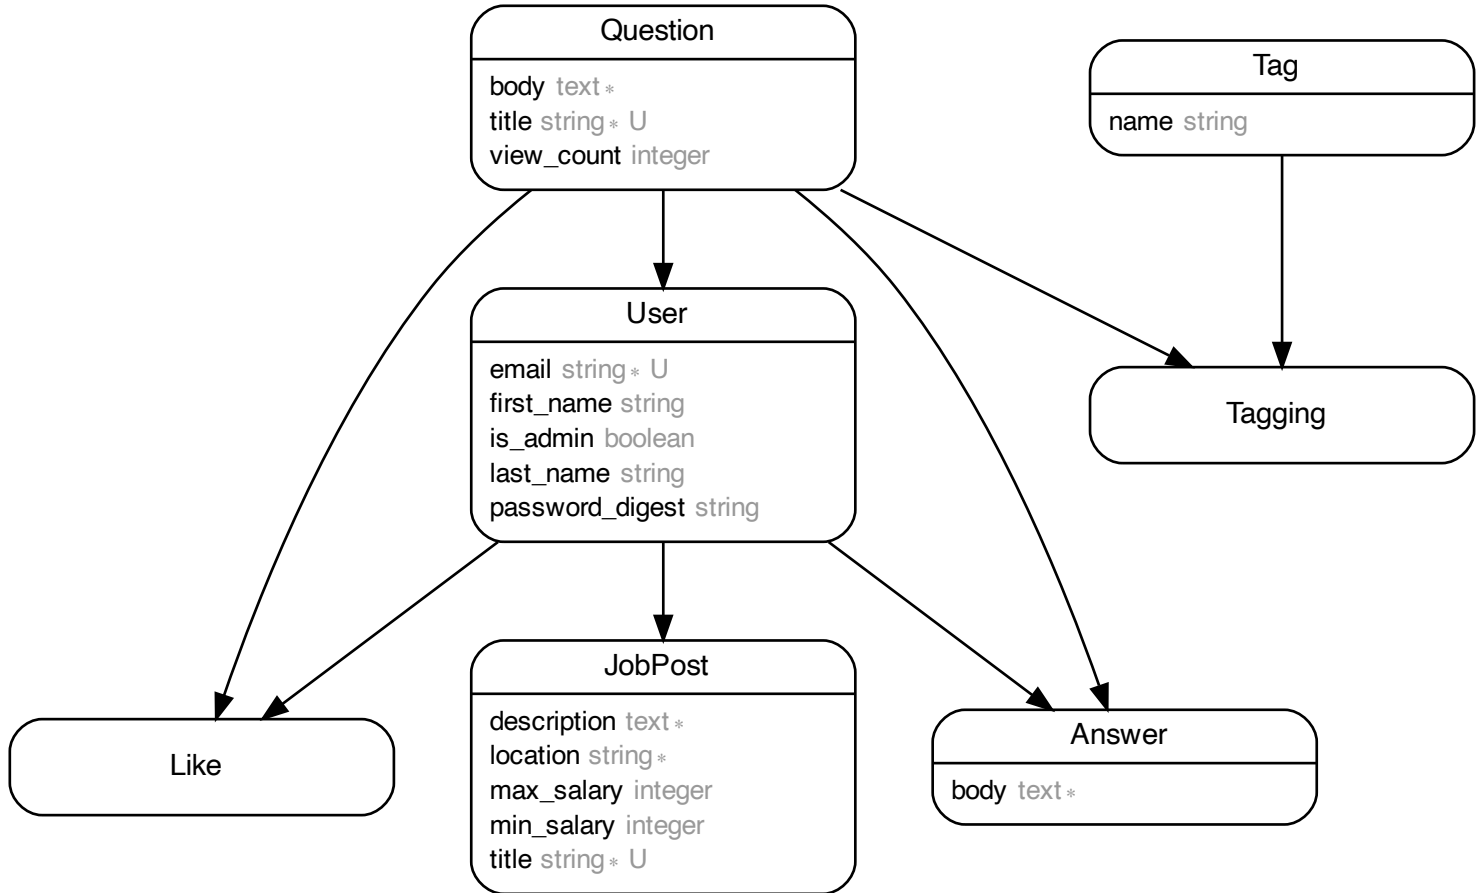 Question
body text *
title string * U
view_count integer
Tag
name string
User
email string * U
first_name string
is_admin boolean
last_name string
password_digest string
Tagging
JobPost
description text *
location string *
max_salary integer
min_salary integer
title string * U
Like
Answer
body text *